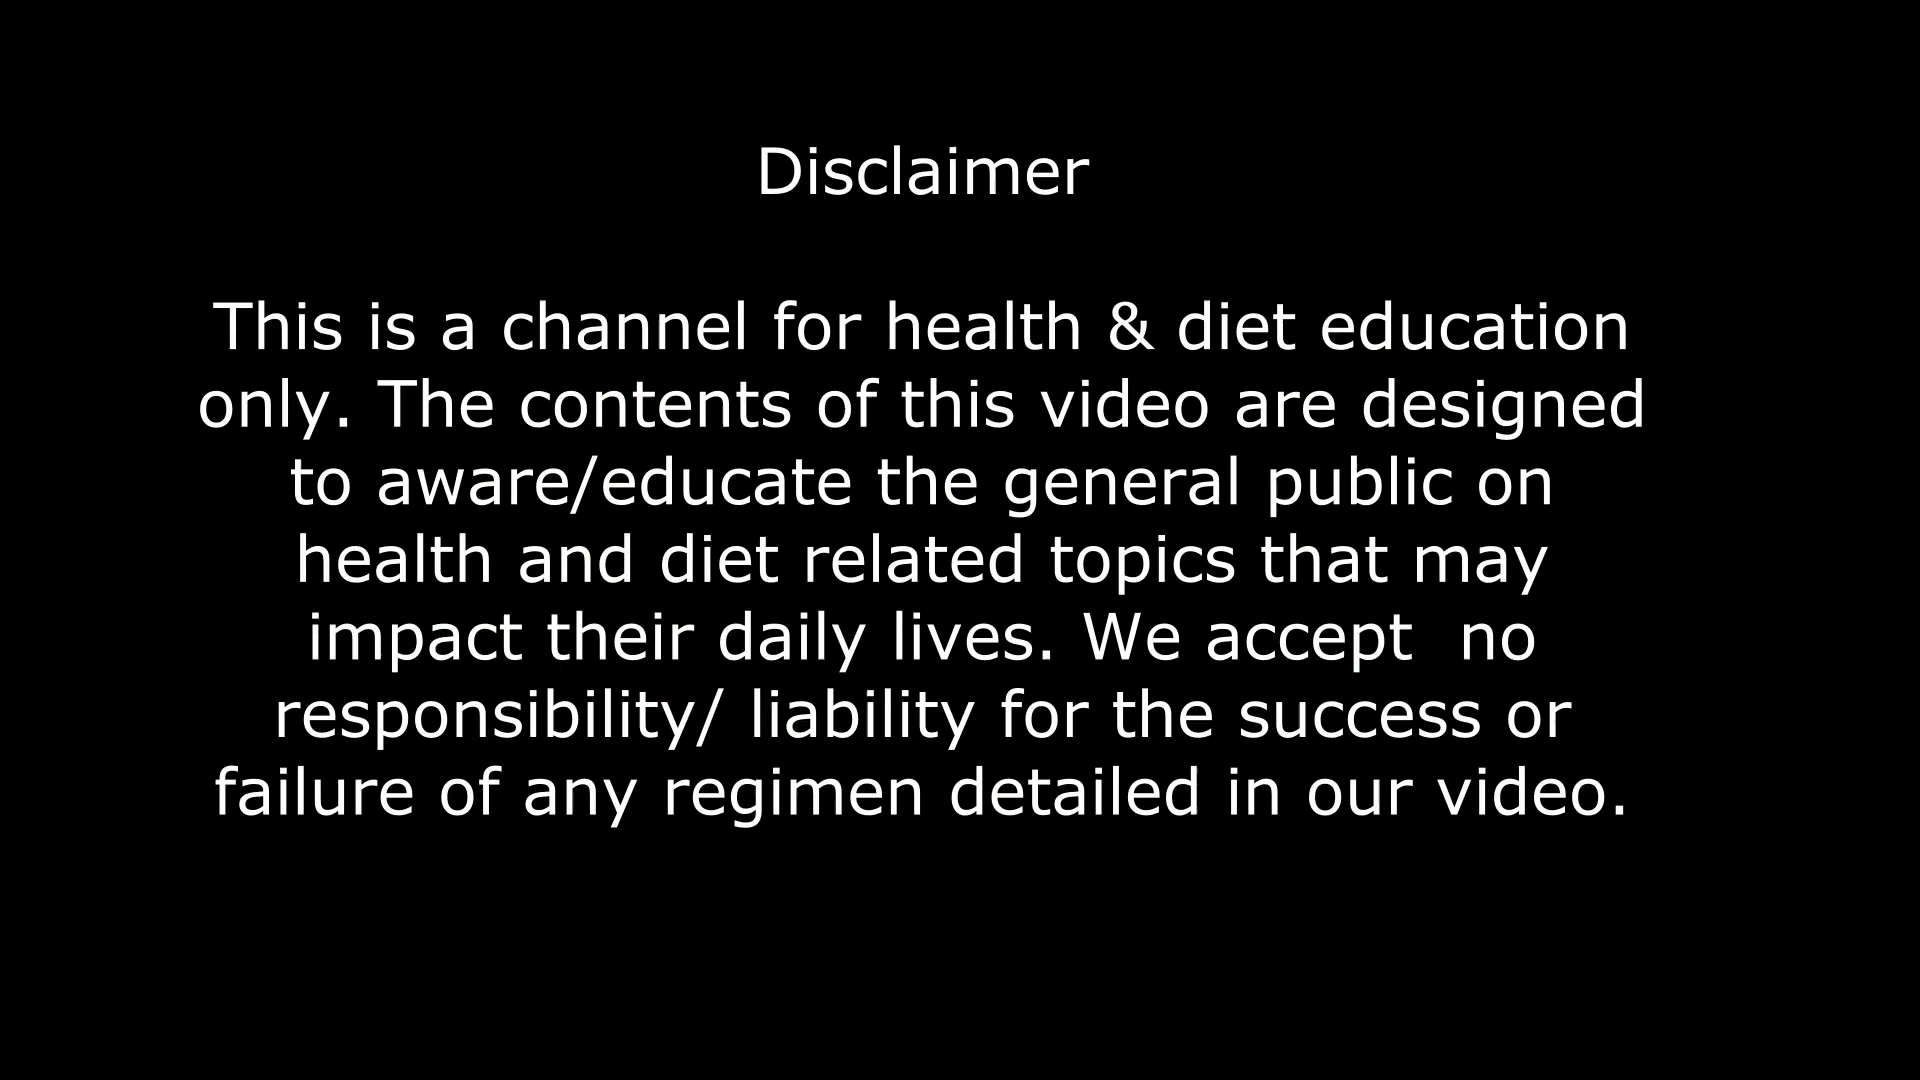 Disclaimer
This is a channel for health & diet education
only. The contents of this video are designed
to aware/educate the general public on
health and diet related topics that may
impact their daily lives. We accept  no
responsibility/ liability for the success or
failure of any regimen detailed in our video.